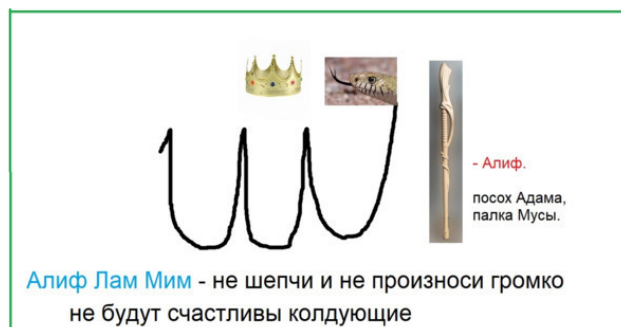 - Алиф.
посох Адама,
палка Мусы.
Алиф Лам Мим - не шепчи и не произноси громко
не будут счастливы колдующие